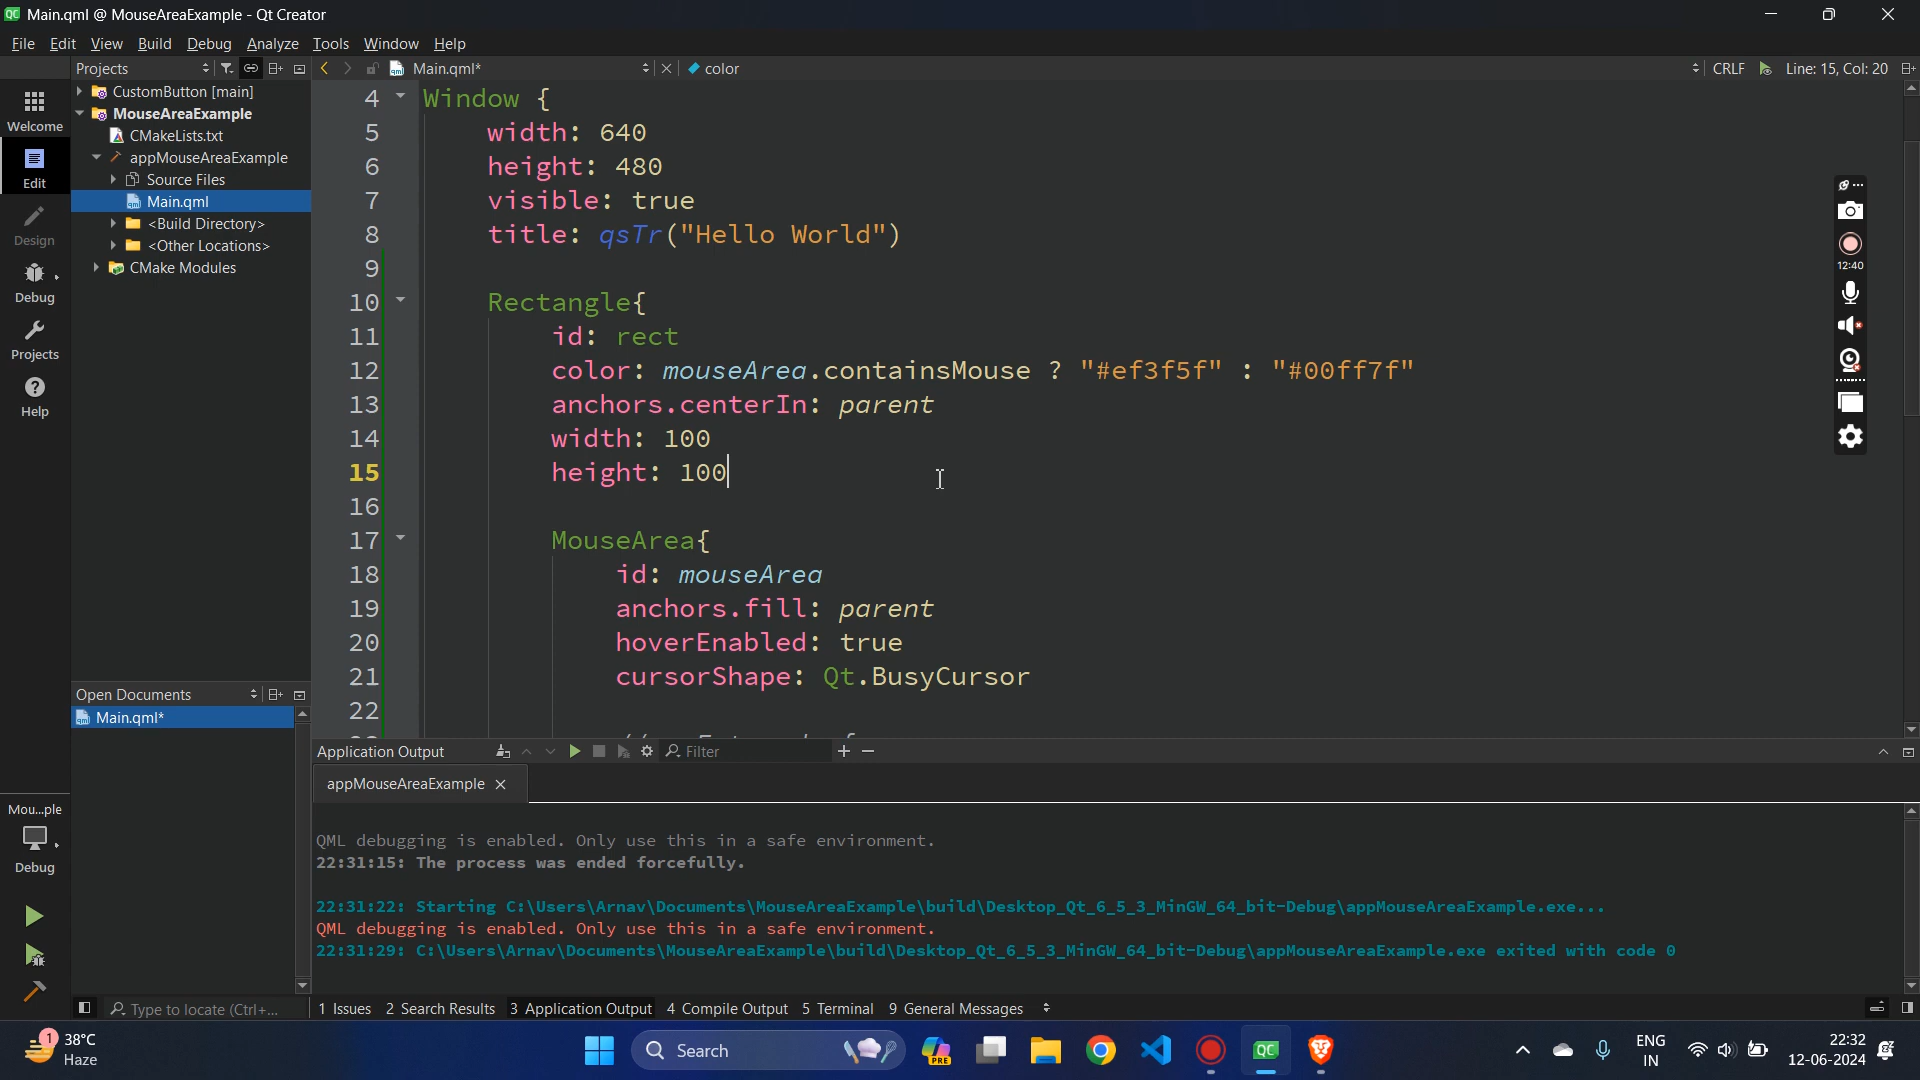 Main.qml @ MouseAreaExample - Qt Creator
File Edit View Build Debug Analyze Tools Window Help
Projects
Main.qml*
color
CRLF
Line: 15, Col: 20
CustomButton [main]
MouseAreaExample
CMakeLists.txt
appMouseAreaExample
Source Files
Main.qml
<Build Directory>
<Other Locations>
CMake Modules
Welcome
Edit
Design
Debug
Projects
Help
4 Window {
5 width: 640
6 height: 480
7 visible: true
8 title: qsTr("Hello World")
9
10 Rectangle{
11 id: rect
12 color: mouseArea.containsMouse ? "#ef3f5f" : "#00ff7f"
13 anchors.centerIn: parent
14 width: 100
15 height: 100
16
17 MouseArea{
18 id: mouseArea
19 anchors.fill: parent
20 hoverEnabled: true
21 cursorShape: Qt.BusyCursor
22
12:40
Open Documents
Main.qml*
Application Output
Filter
appMouseAreaExample
QML debugging is enabled. Only use this in a safe environment.
22:31:15: The process was ended forcefully.
22:31:22: Starting C:\Users\Arnav\Documents\MouseAreaExample\build\Desktop_Qt_6_5_3_MinGW_64_bit-Debug\appMouseAreaExample.exe...
QML debugging is enabled. Only use this in a safe environment.
22:31:29: C:\Users\Arnav\Documents\MouseAreaExample\build\Desktop_Qt_6_5_3_MinGW_64_bit-Debug\appMouseAreaExample.exe exited with code 0
Mou...ple
Debug
Type to locate (Ctrl+...
1 Issues 2 Search Results 3 Application Output 4 Compile Output 5 Terminal 9 General Messages
1
38°C
Haze
Search
PRE
QC
ENG
IN
22:32
12-06-2024